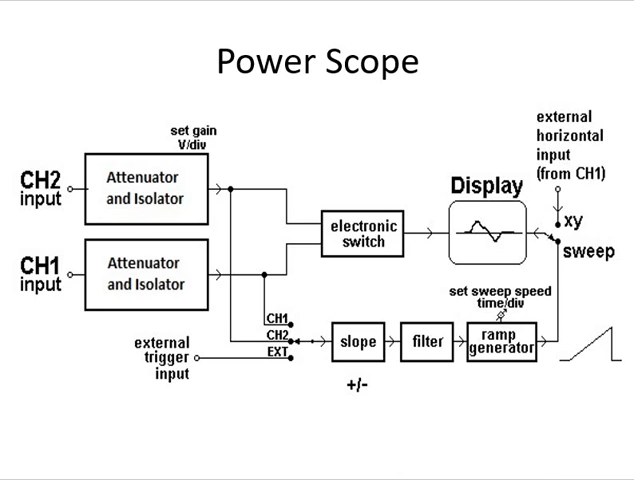 Power Scope
set gain
V/div
CH2
input
Attenuator
and Isolator
CH1
input
Attenuator
and Isolator
electronic
switch
Display
external
horizontal
input
(from CH1)
xy
sweep
set sweep speed
time/div
CH1
CH2
EXT
external
trigger
input
slope
filter
ramp
generator
+/-